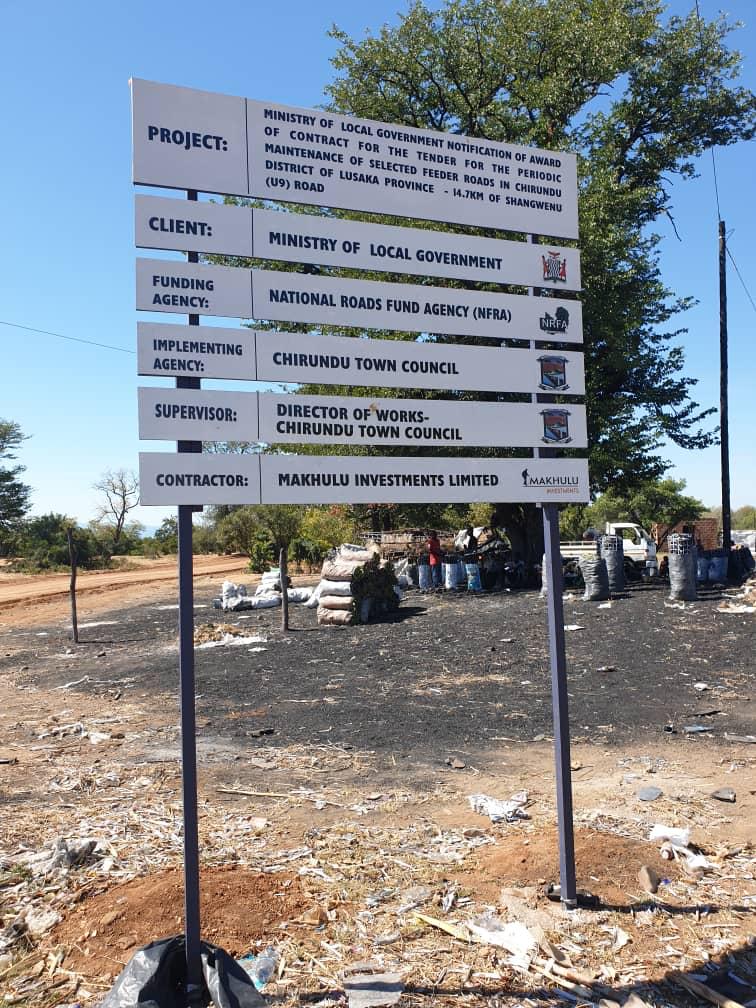 PROJECT:
MINISTRY OF LOCAL GOVERNMENT NOTIFICATION OF AWARD
OF CONTRACT FOR THE TENDER FOR THE PERIODIC
MAINTENANCE OF SELECTED FEEDER ROADS IN CHIRUNDU
DISTRICT OF LUSAKA PROVINCE - 14.7KM OF SHANGWENU
(U9) ROAD
CLIENT:
MINISTRY OF LOCAL GOVERNMENT
FUNDING
AGENCY:
NATIONAL ROADS FUND AGENCY (NFRA)
NRFA
IMPLEMENTING
AGENCY:
CHIRUNDU TOWN COUNCIL
SUPERVISOR:
DIRECTOR OF WORKS-
CHIRUNDU TOWN COUNCIL
CONTRACTOR:
MAKHULU INVESTMENTS LIMITED
MAKHULU
INVESTMENTS